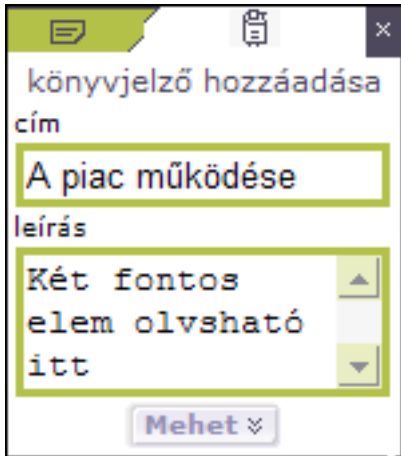 könyvjelző hozzáadása
cím
A piac működése
leírás
Két fontos
elem olvsható
itt
Mehet